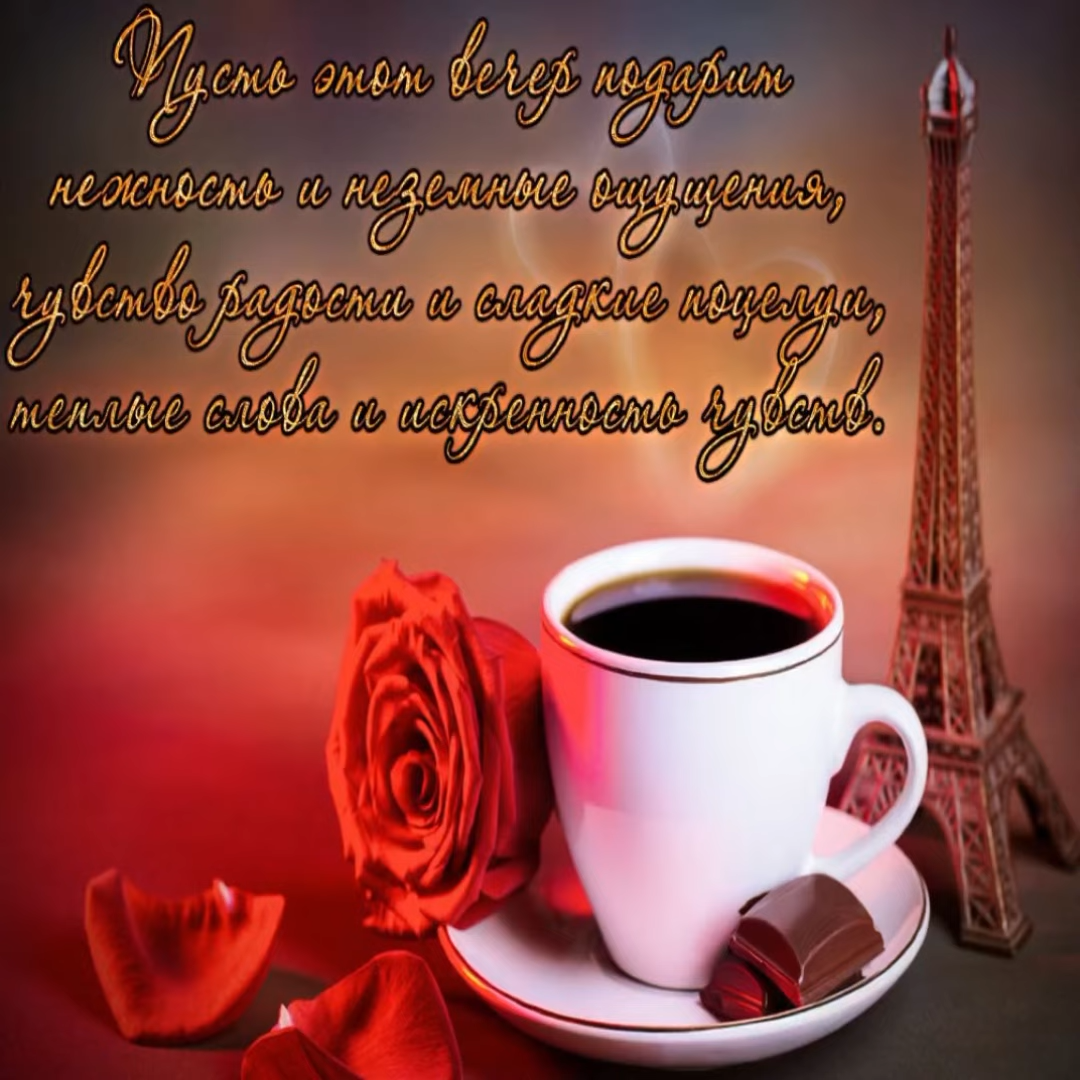 Пусть этот вечер подарит
нежность и неземные ощущения,
чувство радости и сладкие поцелуи,
теплые слова и искренность чувств.